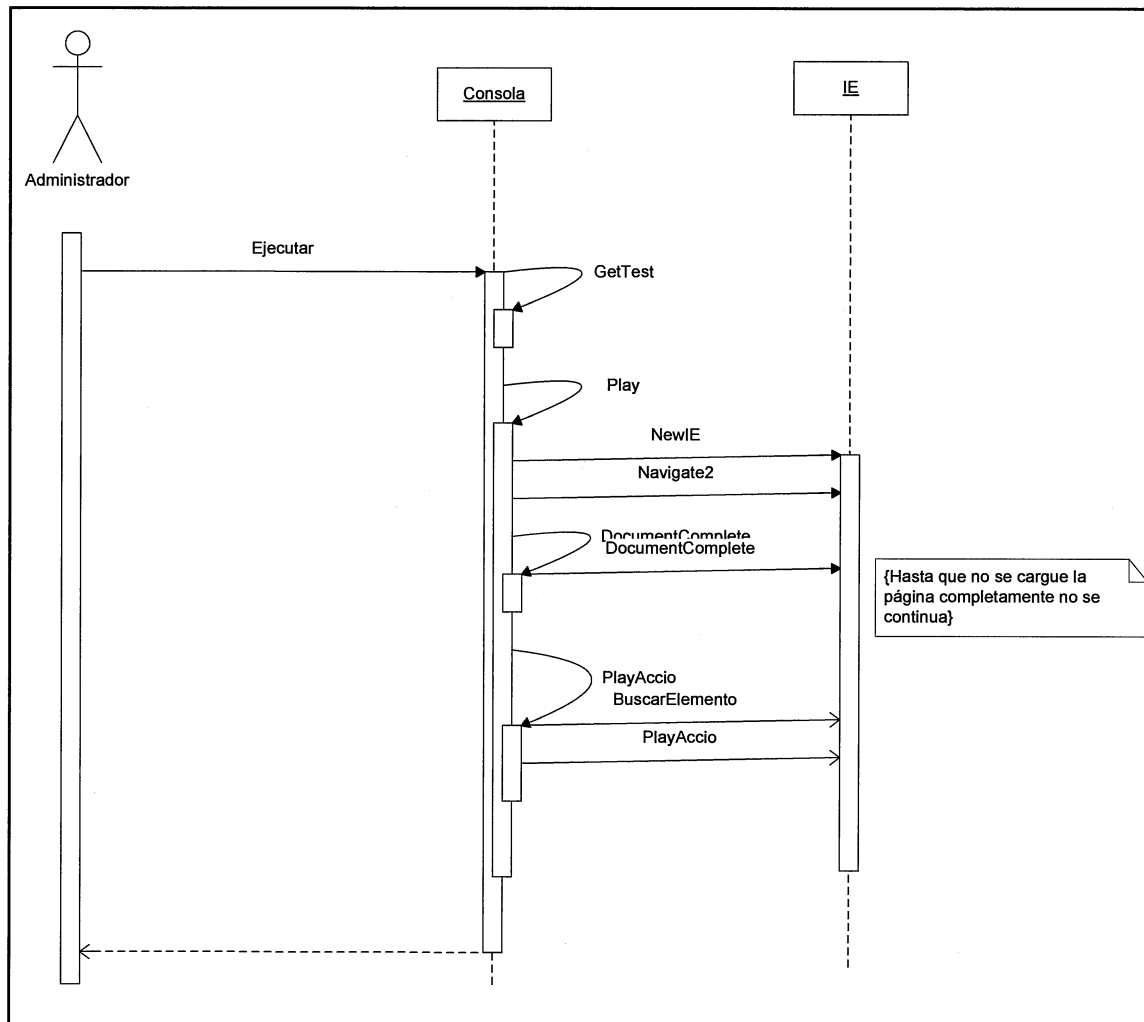 Consola
IE
Administrador
Ejecutar
GetTest
Play
NewIE
Navigate2
DocumentComplete
DocumentComplete
{Hasta que no se cargue la
página completamente no se
continua}
PlayAccio
BuscarElemento
PlayAccio